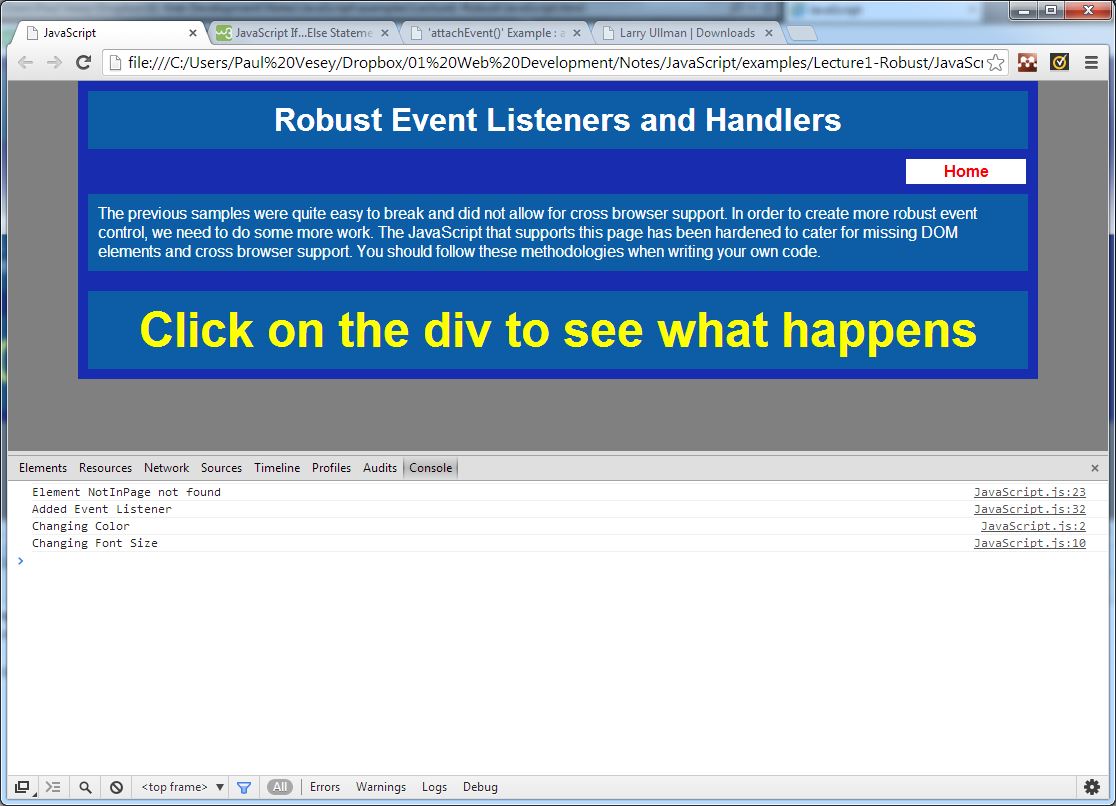 JavaScript
JavaScript If...Else Stateme
'attachEvent()' Example : a
Larry Ullman | Downloads
file:///C:/Users/Paul%20Vesey/Dropbox/01%20Web%20Development/Notes/JavaScript/examples/Lecture1-Robust/JavaScr
Robust Event Listeners and Handlers
Home
The previous samples were quite easy to break and did not allow for cross browser support. In order to create more robust event
control, we need to do some more work. The JavaScript that supports this page has been hardened to cater for missing DOM
elements and cross browser support. You should follow these methodologies when writing your own code.
Click on the div to see what happens
Elements Resources Network Sources Timeline Profiles Audits Console
Element NotInPage not found JavaScript.js:23
Added Event Listener JavaScript.js:32
Changing Color JavaScript.js:2
Changing Font Size JavaScript.js:10
<top frame> All Errors Warnings Logs Debug